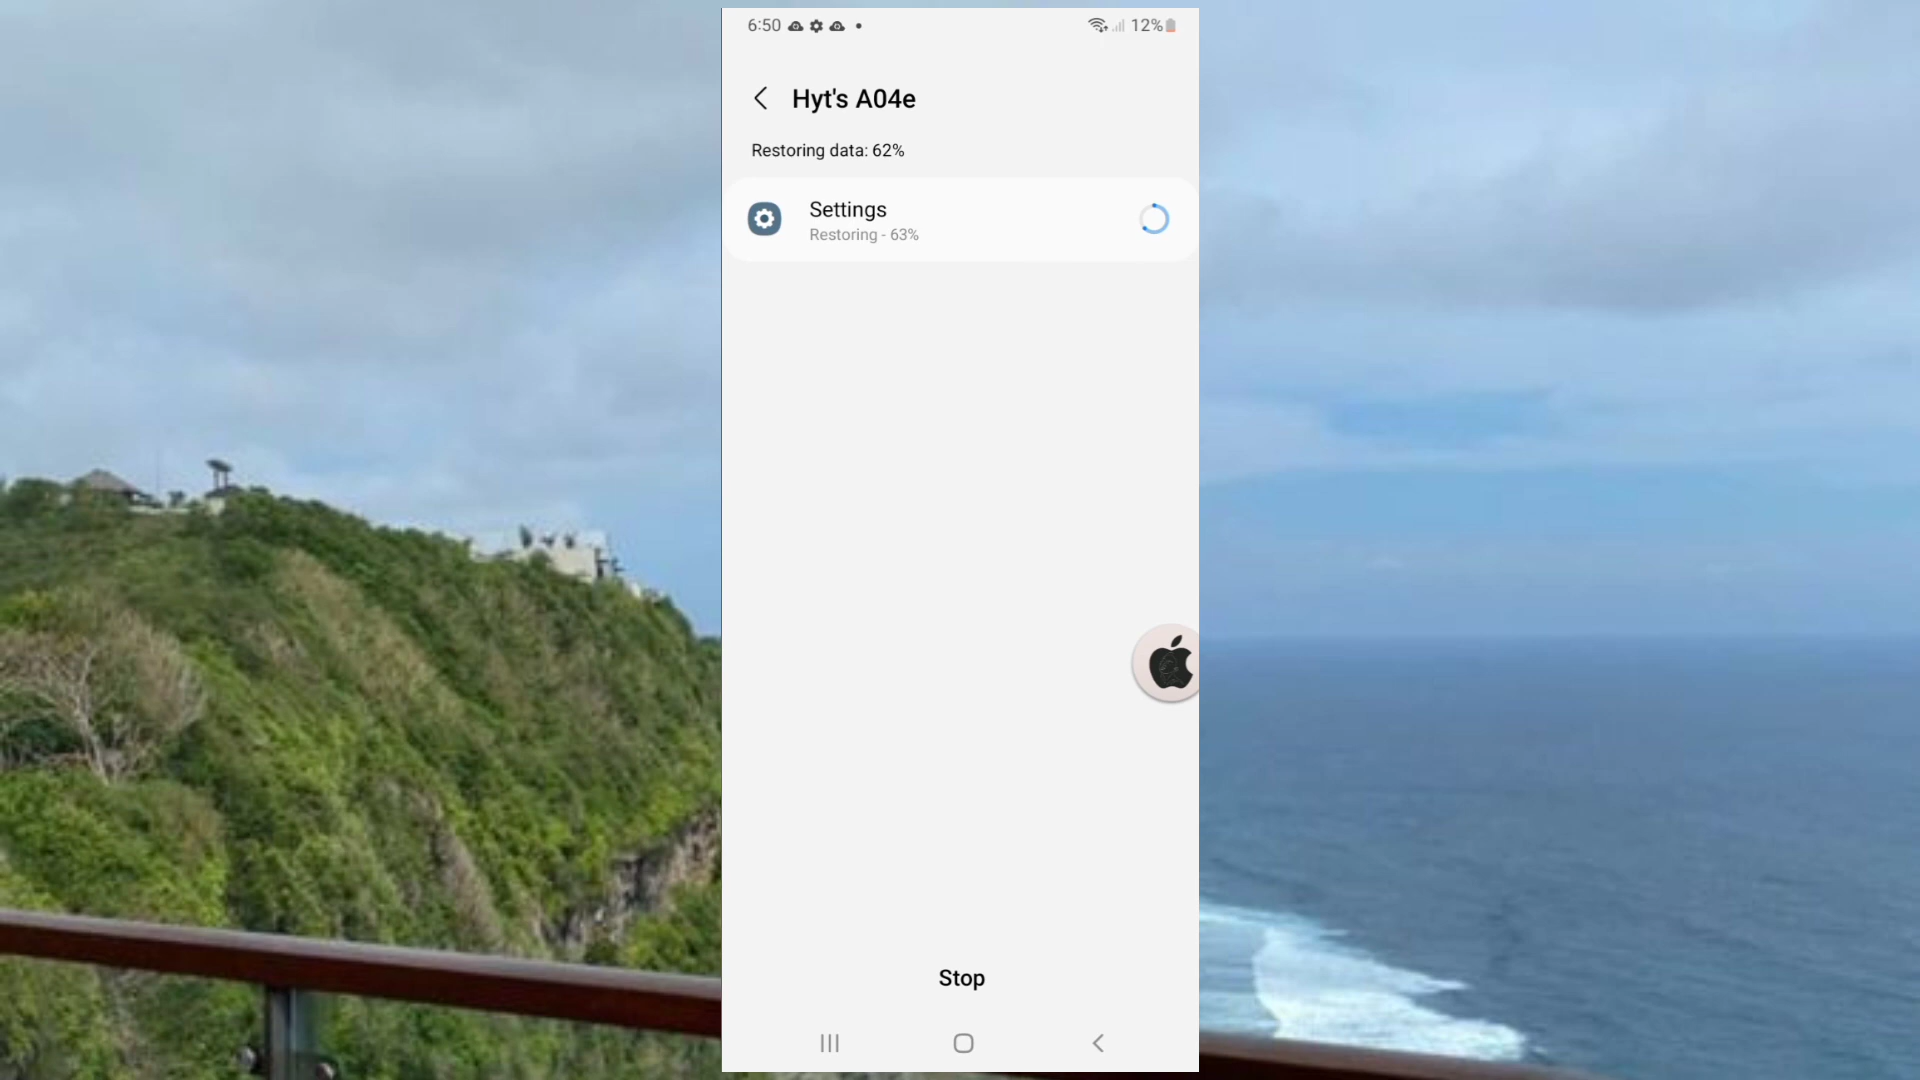 6:50
12%
Hyt's A04e
Restoring data: 62%
Settings
Restoring - 63%
Stop